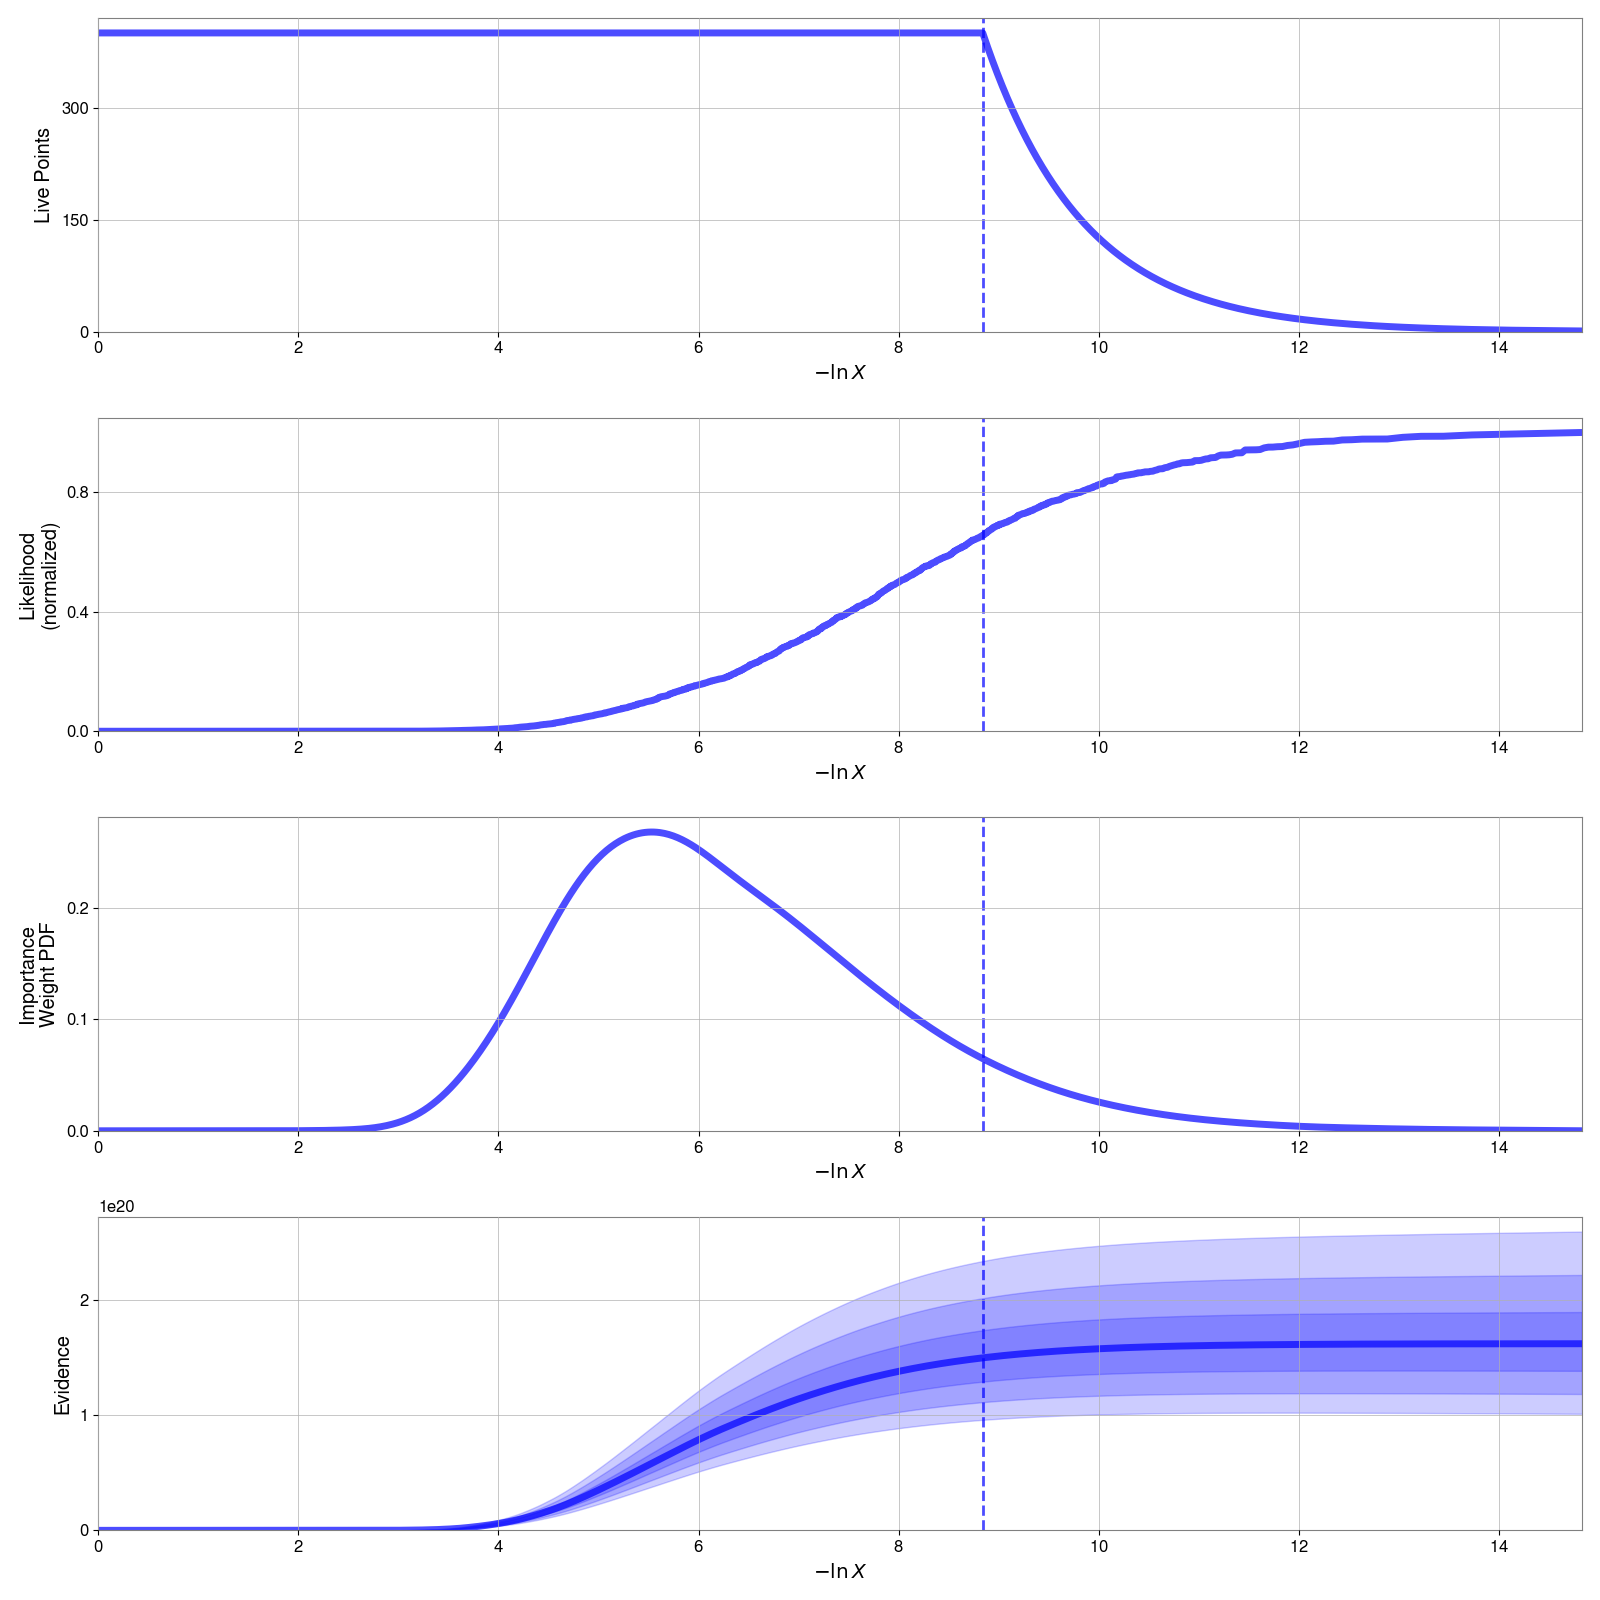 300
150
0
Live Points
0 2 4 6 8 10 12 14
−ln X
0.8
0.4
0.0
Likelihood
(normalized)
0 2 4 6 8 10 12 14
−ln X
0.2
0.1
0.0
Importance
Weight PDF
0 2 4 6 8 10 12 14
−ln X
1e20
2
1
0
Evidence
0 2 4 6 8 10 12 14
−ln X